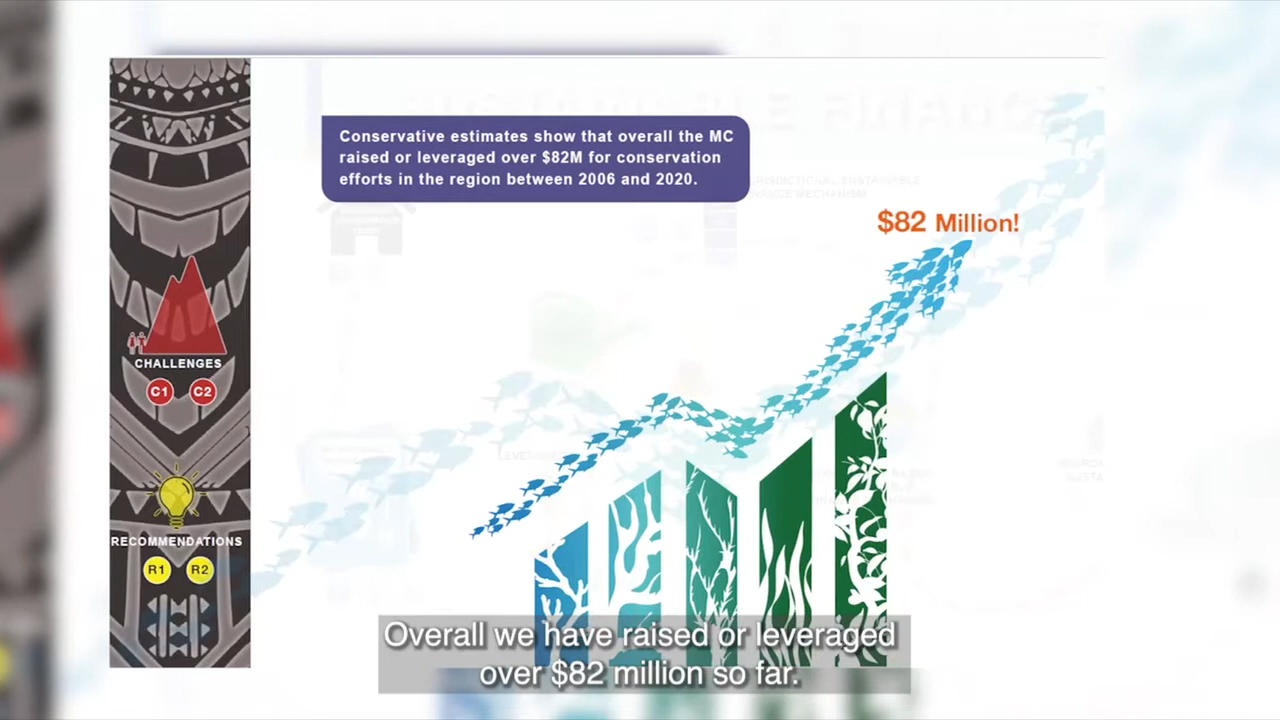 Conservative estimates show that overall the MC
raised or leveraged over $82M for conservation
efforts in the region between 2006 and 2020.
$82 Million!
CHALLENGES
C1 C2
RECOMMENDATIONS
R1 R2
Overall we have raised or leveraged
over $82 million so far.